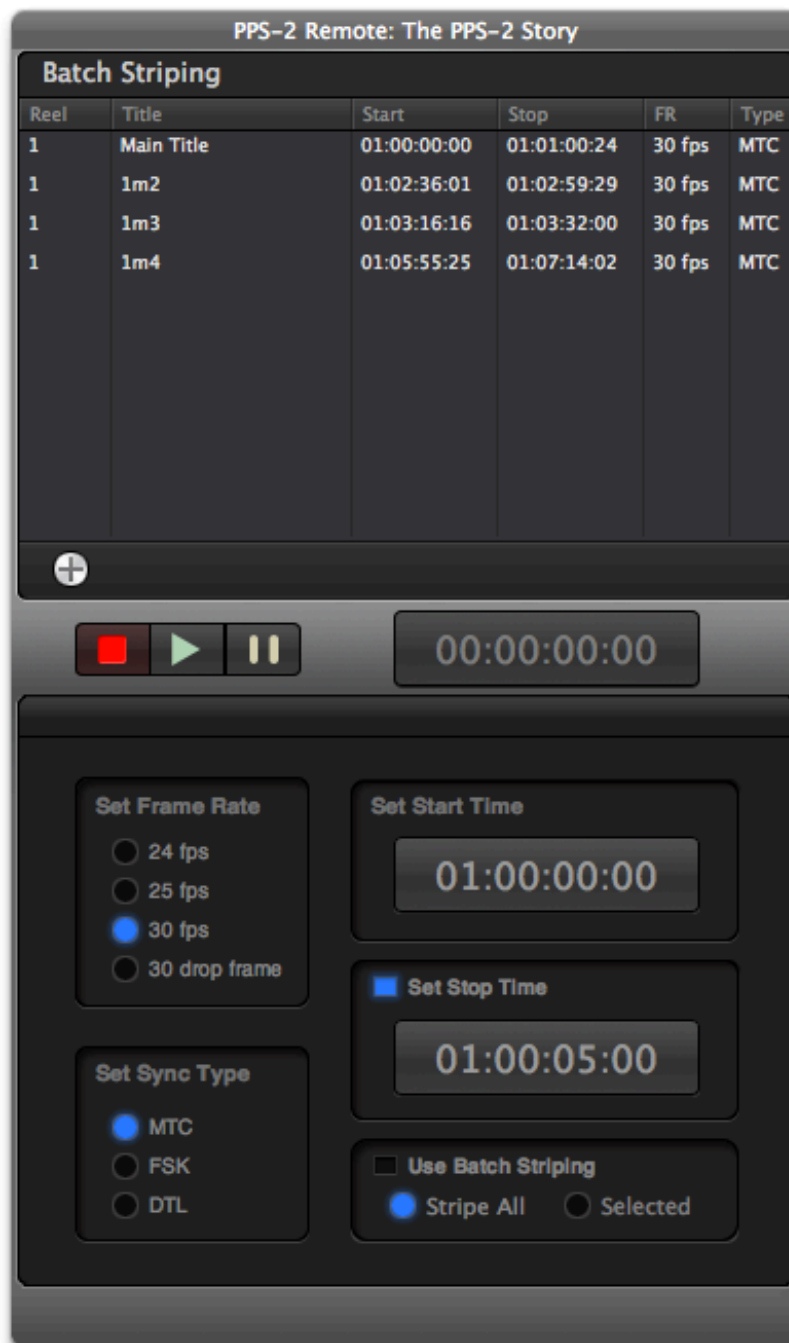 PPS-2 Remote: The PPS-2 Story
Batch Striping
Reel Title Start Stop FR Type
1 Main Title 01:00:00:00 01:01:00:24 30 fps MTC
1 1m2 01:02:36:01 01:02:59:29 30 fps MTC
1 1m3 01:03:16:16 01:03:32:00 30 fps MTC
1 1m4 01:05:55:25 01:07:14:02 30 fps MTC
00:00:00:00
Set Frame Rate
24 fps
25 fps
30 fps
30 drop frame
Set Start Time
01:00:00:00
Set Stop Time
01:00:05:00
Set Sync Type
MTC
FSK
DTL
Use Batch Striping
Stripe All Selected